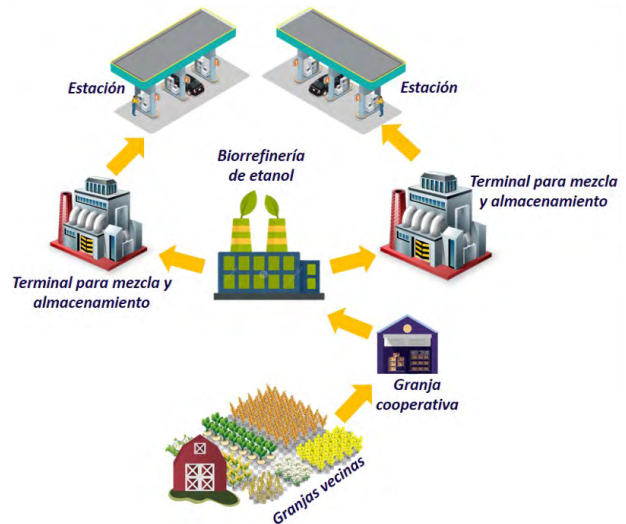 Estación
Estación
Biorrefinería
de etanol
Terminal para mezcla
y almacenamiento
Terminal para mezcla y
almacenamiento
Granja
cooperativa
Granjas vecinas